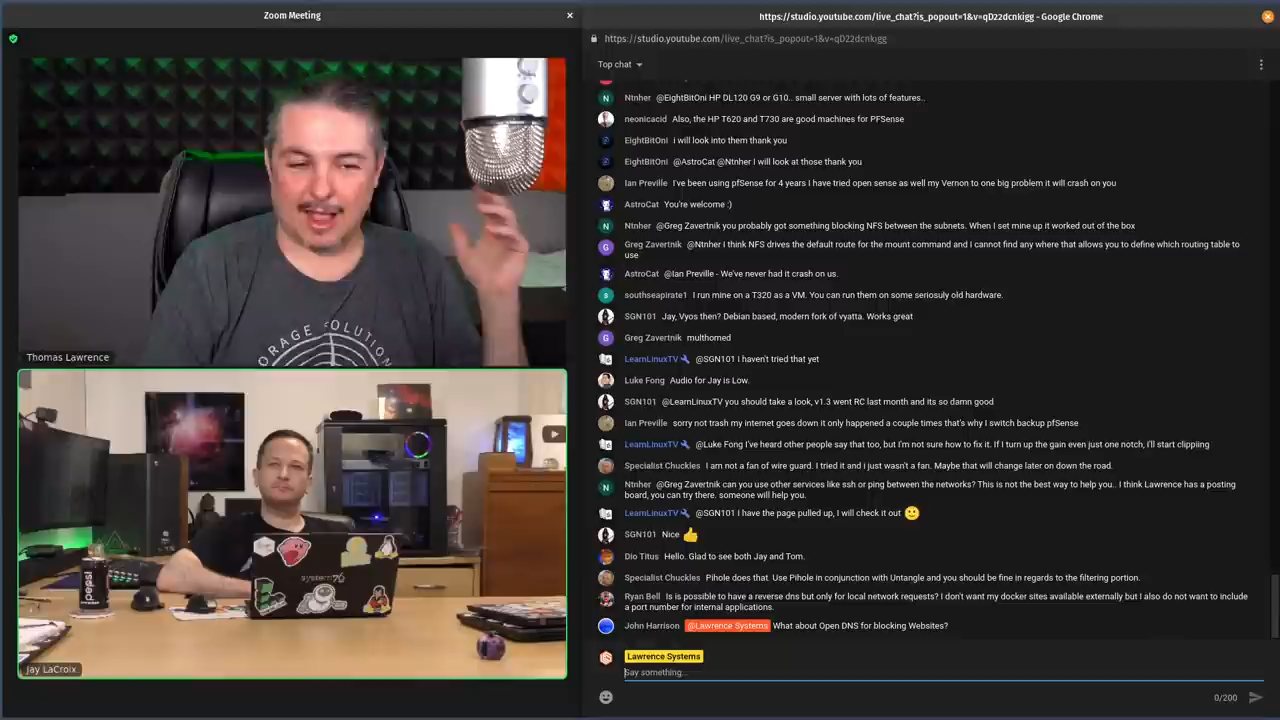 Zoom Meeting
https://studio.youtube.com/live_chat?is_popout=1&v=qD22dcnkigg - Google Chrome
https://studio.youtube.com/live_chat?is_popout=1&v=qD22dcnkigg
Top chat
Ntnher @EightBitOni HP DL120 G9 or G10.. small server with lots of features..
neonicacid Also, the HP T620 and T730 are good machines for PFSense
EightBitOni i will look into them thank you
EightBitOni @AstroCat @Ntnher I will look at those thank you
Ian Preville I've been using pfSense for 4 years I have tried open sense as well my Vernon to one big problem it will crash on you
AstroCat You're welcome :)
Ntnher @Greg Zavertnik you probably got something blocking NFS between the subnets. When I set mine up it worked out of the box
Greg Zavertnik @Ntnher I think NFS drives the default route for the mount command and I cannot find any where that allows you to define which routing table to
use
AstroCat @Ian Preville - We've never had it crash on us.
southseapirate1 I run mine on a T320 as a VM. You can run them on some seriosuly old hardware.
SGN101 Jay, Vyos then? Debian based, modern fork of vyatta. Works great
Greg Zavertnik multhomed
LearnLinuxTV @SGN101 I haven't tried that yet
Luke Fong Audio for Jay is Low.
SGN101 @LearnLinuxTV you should take a look, v1.3 went RC last month and its so damn good
Ian Preville sorry not trash my internet goes down it only happened a couple times that's why I switch backup pfSense
LearnLinuxTV @Luke Fong I've heard other people say that too, but I'm not sure how to fix it. If I turn up the gain even just one notch, I'll start clippiing
Specialist Chuckles I am not a fan of wire guard. I tried it and i just wasn't a fan. Maybe that will change later on down the road.
Ntnher @Greg Zavertnik can you use other services like ssh or ping between the networks? This is not the best way to help you.. I think Lawrence has a posting
board, you can try there. someone will help you.
LearnLinuxTV @SGN101 I have the page pulled up, I will check it out 🙂
SGN101 Nice 👍
Dio Titus Hello. Glad to see both Jay and Tom.
Specialist Chuckles Pihole does that. Use Pihole in conjunction with Untangle and you should be fine in regards to the filtering portion.
Ryan Bell Is is possible to have a reverse dns but only for local network requests? I don't want my docker sites available externally but I also do not want to include
a port number for internal applications.
John Harrison @Lawrence Systems What about Open DNS for blocking Websites?
Lawrence Systems
Say something...
0/200
ORAGE OLUTION
Thomas Lawrence
pepsi
system76
Jay LaCroix